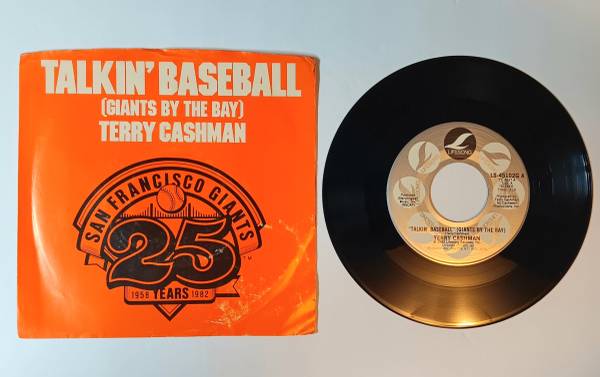 TALKIN' BASEBALL
(GIANTS BY THE BAY)
TERRY CASHMAN
SAN FRANCISCO GIANTS
25
TM
1958 YEARS 1982
LIFESONG
LS-45102G A
"TALKIN' BASEBALL" (GIANTS BY THE BAY)
TERRY CASHMAN